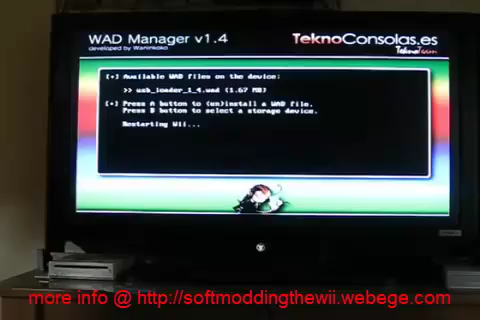 WAD Manager v1.4
developed by Waninkoko
TeknoConsolas.es
TeknoTeam
[+] Available WAD files on the device:
>> usb_loader_1_4.wad (1.67 MB)
[+] Press A button to (un)install a WAD file.
Press B button to select a storage device.
Restarting Wii...
more info @ http://softmoddingthewii.webege.com